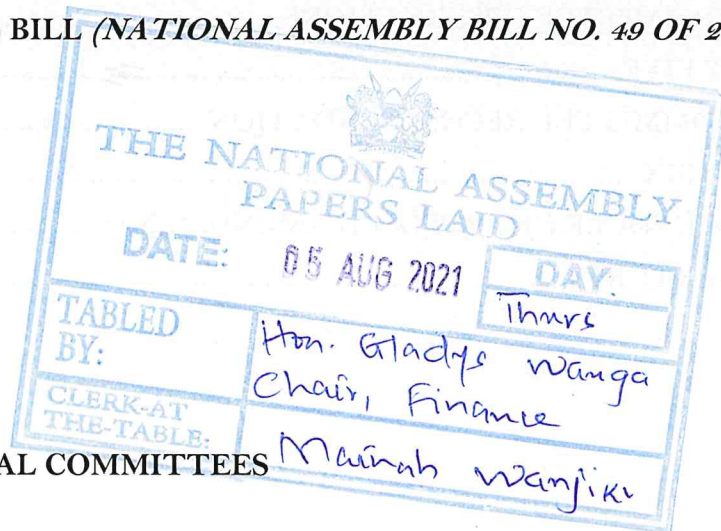 BILL (NATIONAL ASSEMBLY BILL NO. 49 OF 2
THE NATIONAL ASSEMBLY
PAPERS LAID
DATE: 05 AUG 2021 DAY:
Thurs
TABLED BY: Hon. Gladys Wanga
Chair, Finance
CLERK-AT THE-TABLE: Mainah Wanjiku
AL COMMITTEES